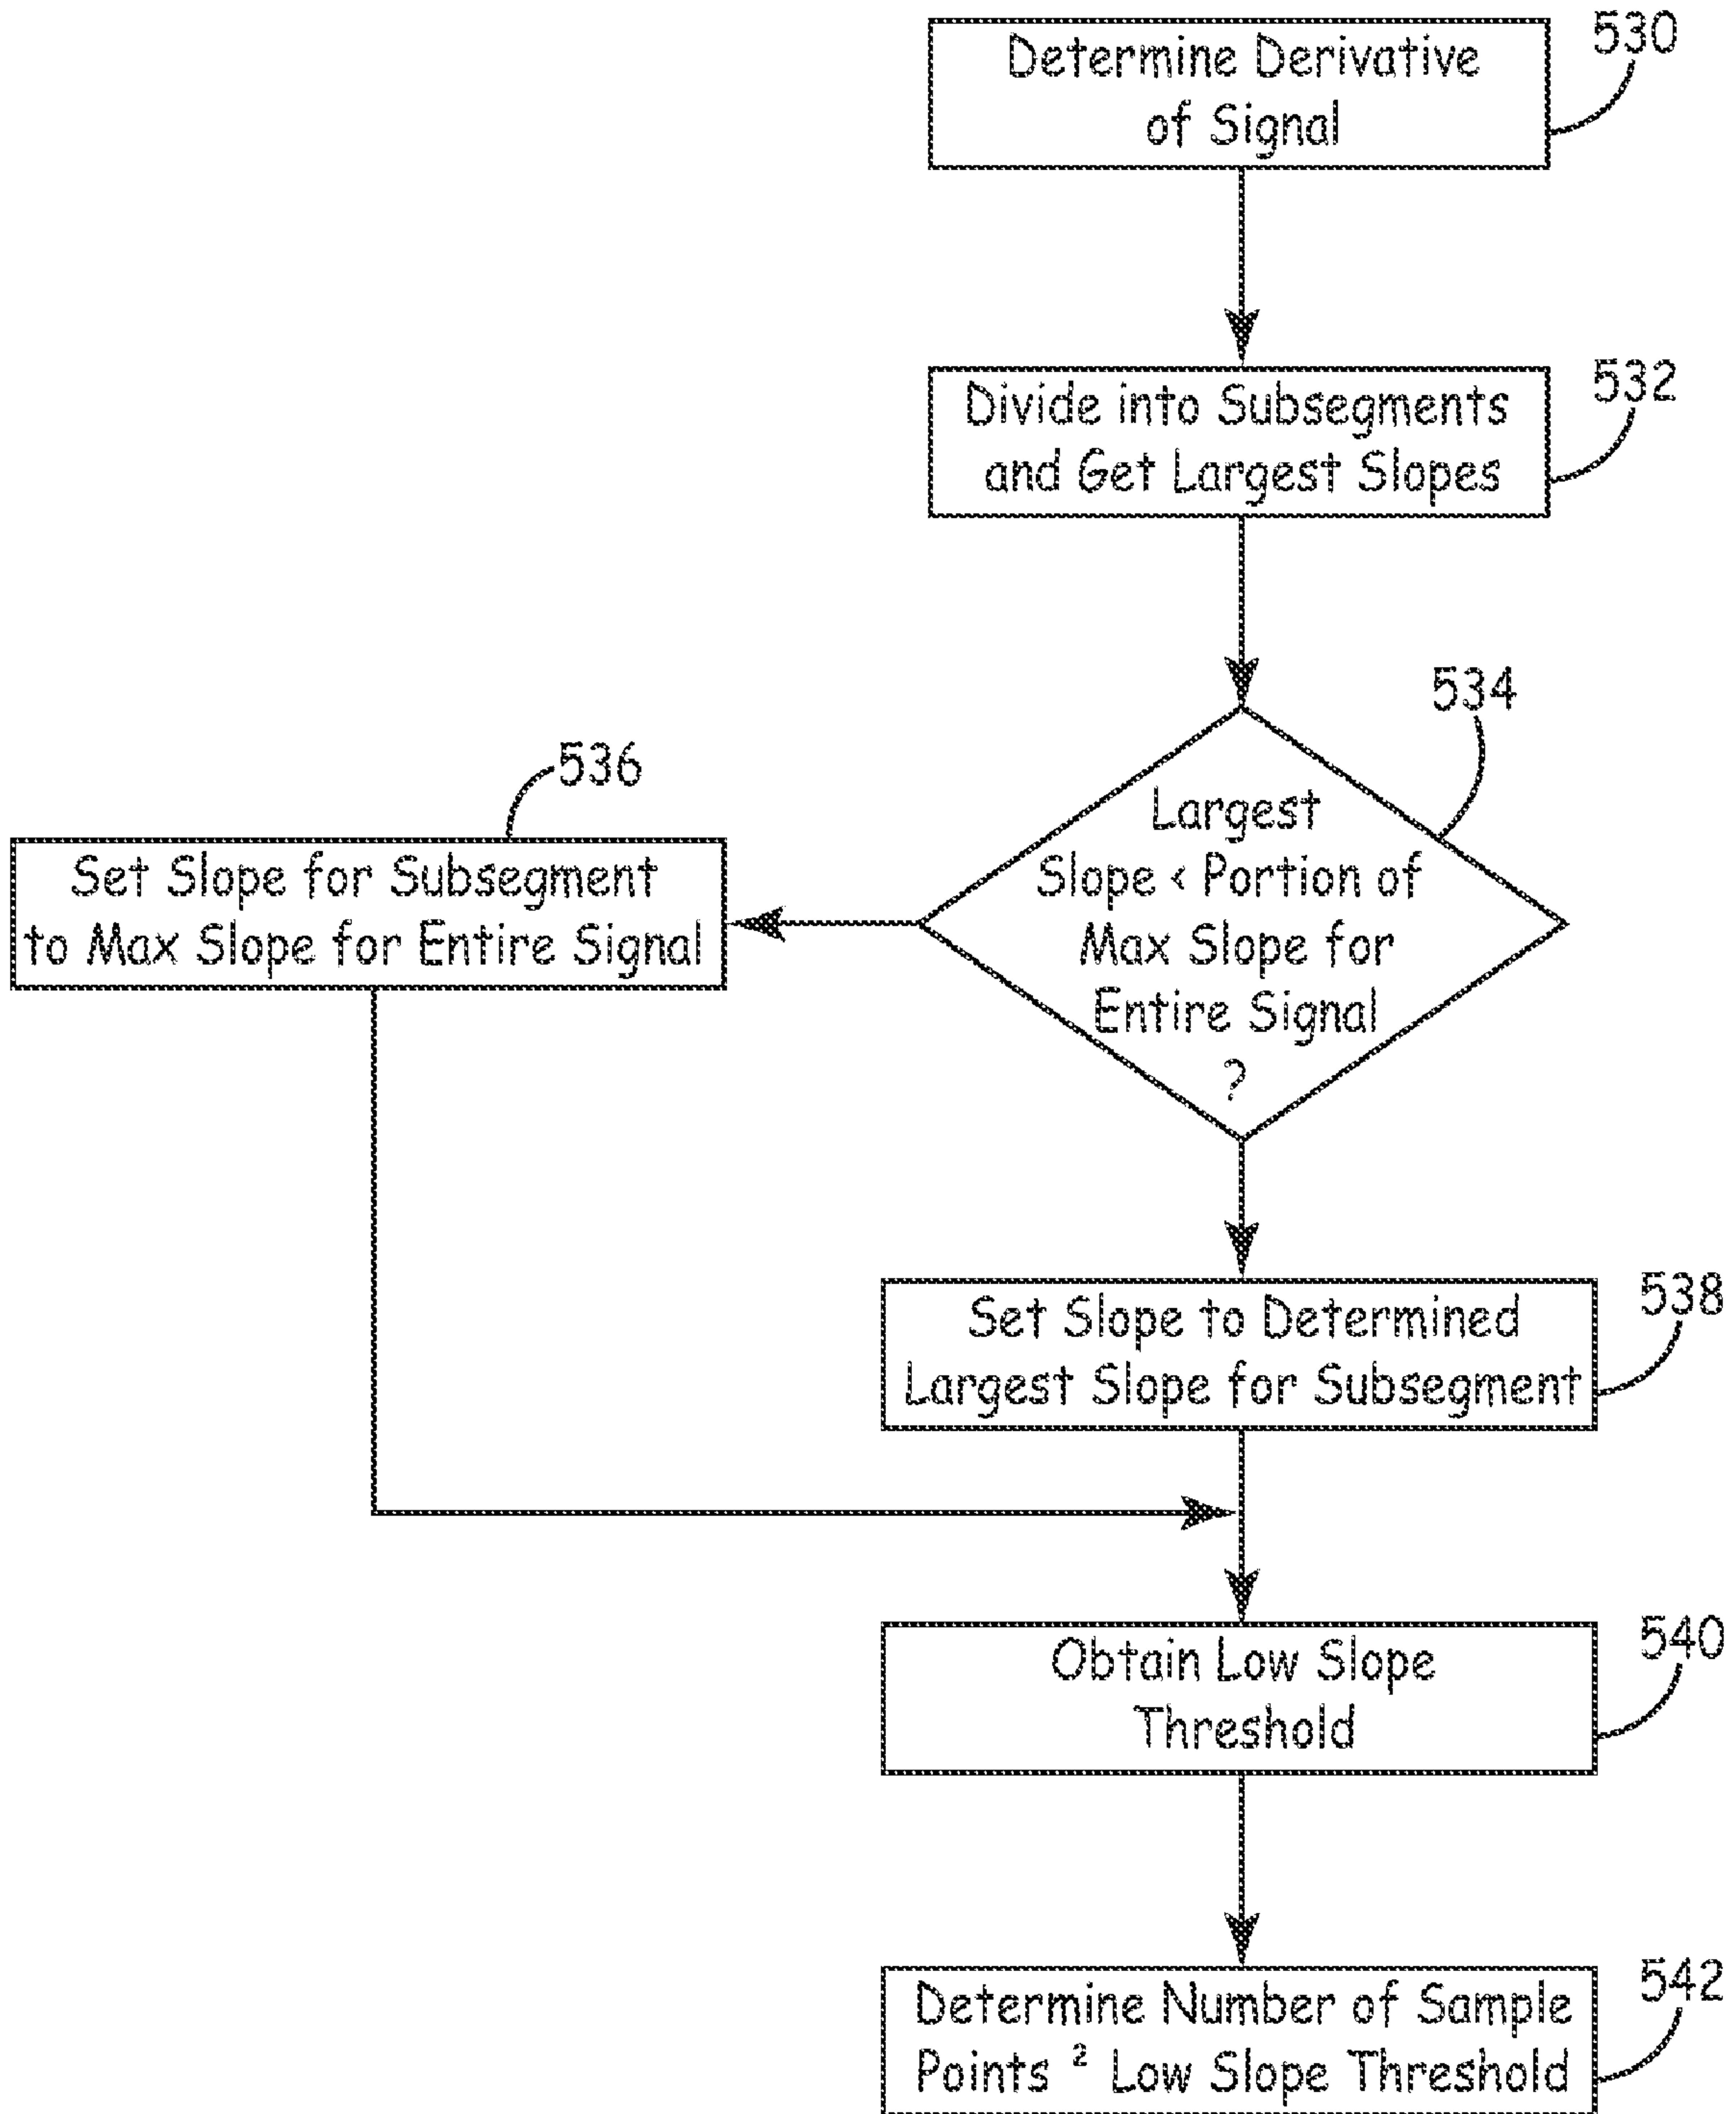 530
Determine Derivative
of Signal
532
Divide into Subsegments
and Get Largest Slopes
534
Largest
Slope < Portion of
Max Slope for
Entire Signal
?
536
Set Slope for Subsegment
to Max Slope for Entire Signal
538
Set Slope to Determined
Largest Slope for Subsegment
540
Obtain Low Slope
Threshold
542
Determine Number of Sample
Points ² Low Slope Threshold